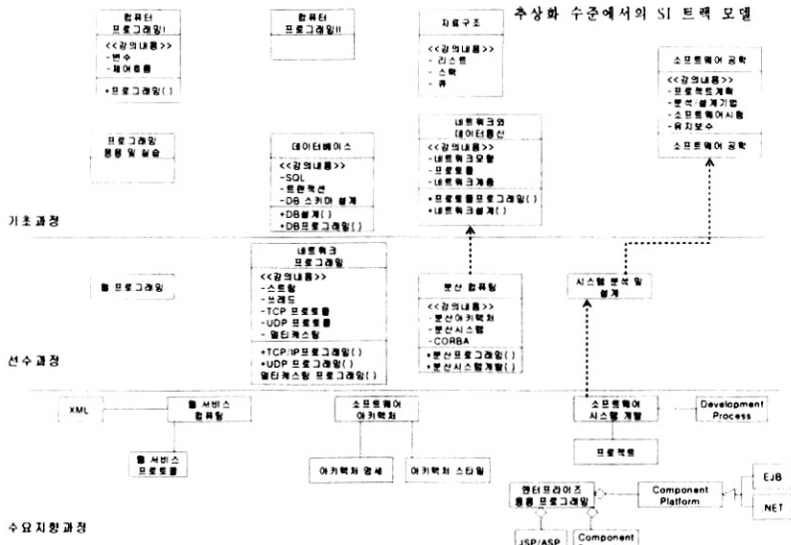 추상화 수준에서의 SI 트랙 모델
컴퓨터
프로그래밍I
<<강의내용>>
-변수
-제어흐름
+프로그래밍()
컴퓨터
프로그래밍II
자료구조
<<강의내용>>
-리스트
-스택
-큐
소프트웨어 공학
<<강의내용>>
-프로젝트계획
-분석·설계기법
-소프트웨어시험
-유지보수
소프트웨어 공학
프로그래밍
응용 및 실습
데이터베이스
<<강의내용>>
-SQL
-트랜잭션
-DB 스키마 설계
+DB설계()
+DB프로그래밍()
네트워크와
데이터통신
<<강의내용>>
-네트워크모형
-프로토콜
-네트워크계층
+프로토콜프로그래밍()
+네트워크설계()
기초과정
웹 프로그래밍
네트워크
프로그래밍
<<강의내용>>
-스트림
-쓰레드
-TCP 프로토콜
-UDP 프로토콜
- 멀티캐스팅
+TCP/IP프로그래밍()
+UDP 프로그래밍()
멀티캐스팅 프로그래밍()
분산 컴퓨팅
<<강의내용>>
-분산아키텍처
-분산시스템
-CORBA
+분산프로그래밍()
+분산시스템개발()
시스템 분석 및
설계
선수과정
XML
웹 서비스
컴퓨팅
웹 서비스
프로토콜
소프트웨어
아키텍처
아키텍처 명세
아키텍처 스타일
소프트웨어
시스템 개발
Development
Process
프로젝트
엔터프라이즈
응용 프로그래밍
Component
Platform
EJB
.NET
JSP/ASP
Component
수요지향과정